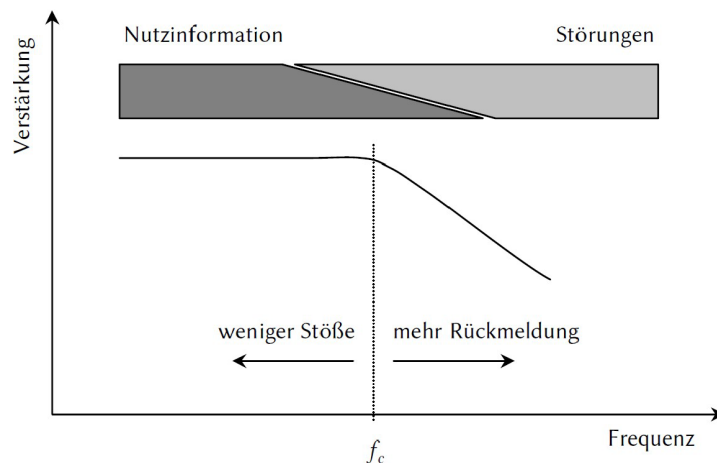 Nutzinformation
Störungen
Verstärkung
weniger Stöße
mehr Rückmeldung
Frequenz
f_c